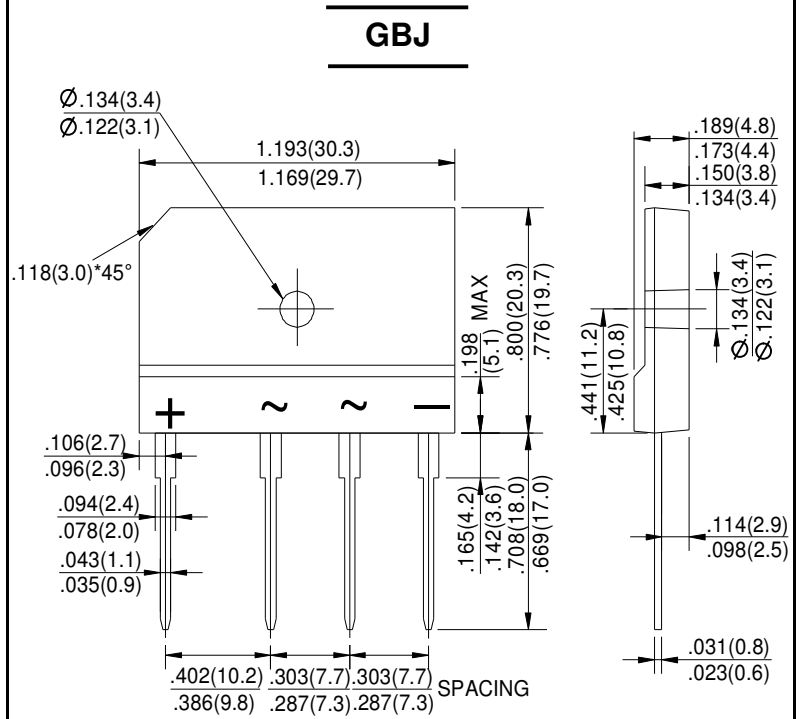 GBJ
Ø.134(3.4)
Ø.122(3.1)
1.193(30.3)
1.169(29.7)
.189(4.8)
.173(4.4)
.150(3.8)
.134(3.4)
.118(3.0)*45°
.198 MAX
(5.1)
.800(20.3)
.776(19.7)
.441(11.2)
.425(10.8)
Ø.134(3.4)
Ø.122(3.1)
+ ~ ~ —
.106(2.7)
.096(2.3)
.094(2.4)
.078(2.0)
.043(1.1)
.035(0.9)
.165(4.2)
.142(3.6)
.708(18.0)
.669(17.0)
.114(2.9)
.098(2.5)
.031(0.8)
.023(0.6)
.402(10.2) .303(7.7) .303(7.7) SPACING
.386(9.8) .287(7.3) .287(7.3)